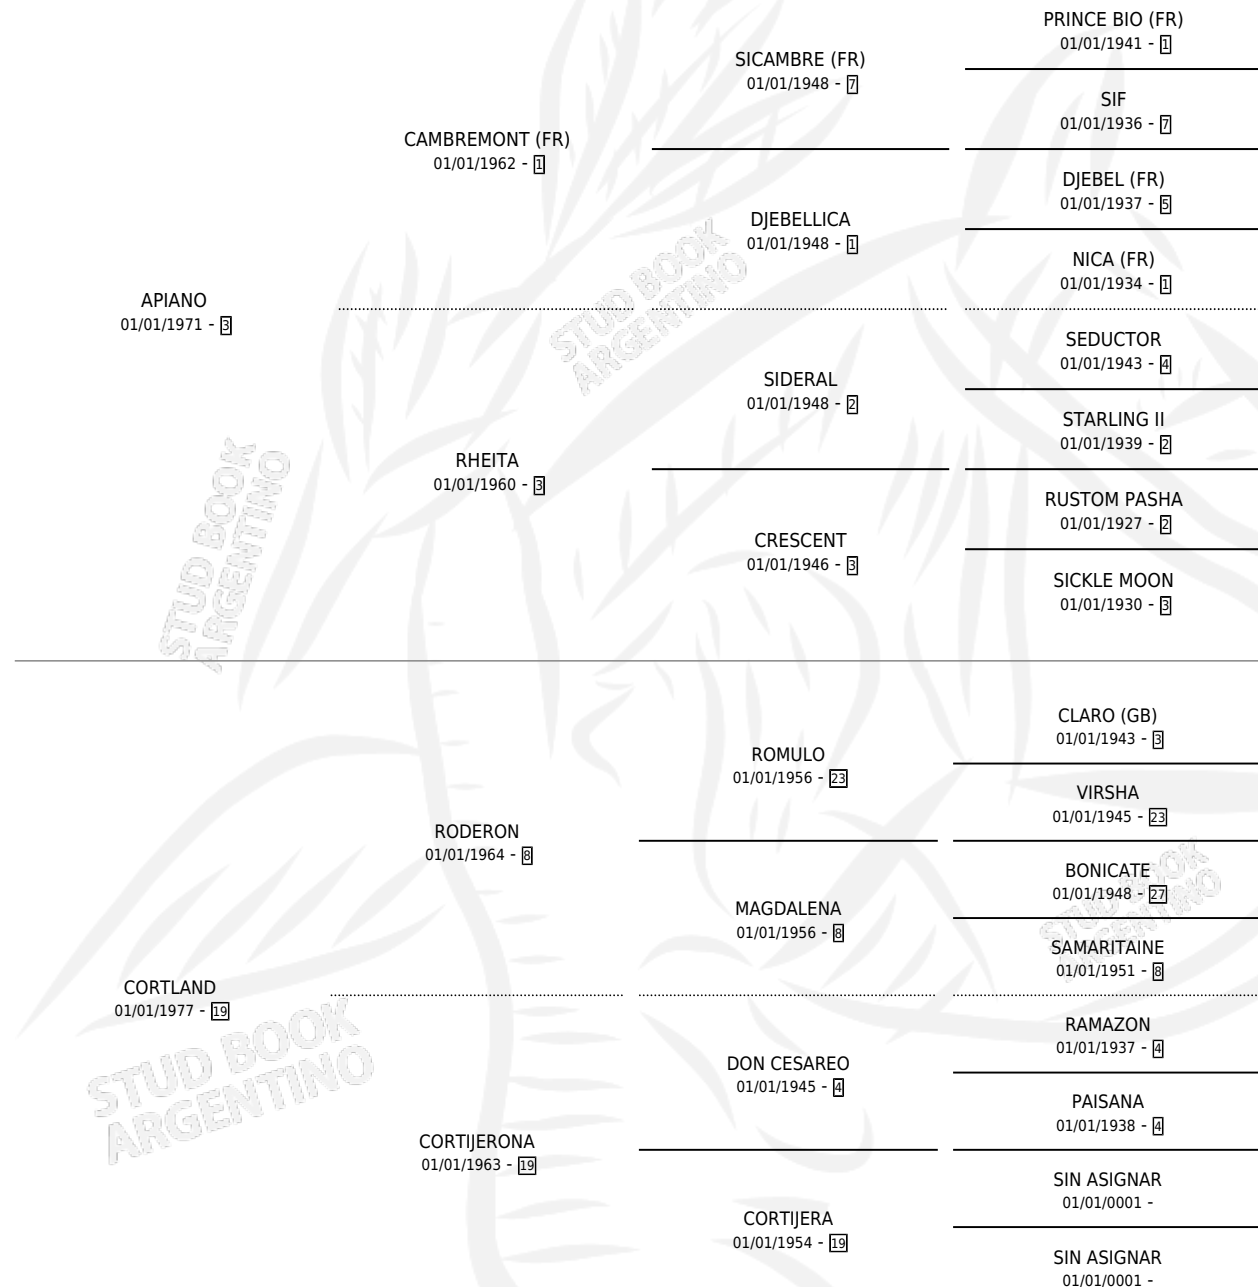 PRINCE BIO (FR)
01/01/1941 - 1
SICAMBRE (FR)
01/01/1948 - 7
SIF
01/01/1936 - 7
CAMBREMONT (FR)
01/01/1962 - 1
DJEBEL (FR)
01/01/1937 - 5
DJEBELLICA
01/01/1948 - 1
NICA (FR)
01/01/1934 - 1
APIANO
01/01/1971 - 3
SEDUCTOR
01/01/1943 - 4
SIDERAL
01/01/1948 - 2
STARLING II
01/01/1939 - 2
RHEITA
01/01/1960 - 3
RUSTOM PASHA
01/01/1927 - 2
CRESCENT
01/01/1946 - 3
SICKLE MOON
01/01/1930 - 3
CLARO (GB)
01/01/1943 - 3
ROMULO
01/01/1956 - 23
VIRSHA
01/01/1945 - 23
RODERON
01/01/1964 - 8
BONICATE
01/01/1948 - 27
MAGDALENA
01/01/1956 - 8
SAMARITAINE
01/01/1951 - 8
CORTLAND
01/01/1977 - 19
RAMAZON
01/01/1937 - 4
DON CESAREO
01/01/1945 - 4
PAISANA
01/01/1938 - 4
CORTIJERONA
01/01/1963 - 19
SIN ASIGNAR
01/01/0001 -
CORTIJERA
01/01/1954 - 19
SIN ASIGNAR
01/01/0001 -
STUD BOOK
ARGENTINO
STUD BOOK
ARGENTINO
STUD BOOK
ARGENTINO
STUD BOOK
ARGENTINO